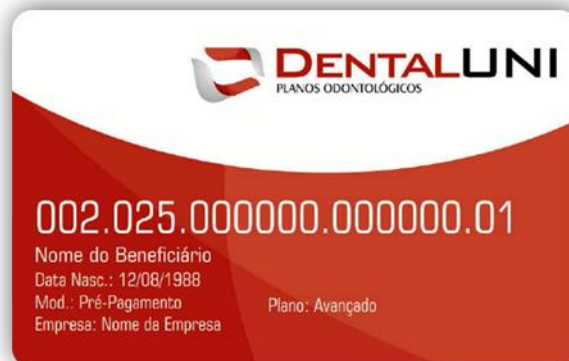 DENTALUNI
PLANOS ODONTOLÓGICOS
002.025.000000.000000.01
Nome do Beneficiário
Data Nasc.: 12/08/1988
Mod.: Pré-Pagamento Plano: Avançado
Empresa: Nome da Empresa